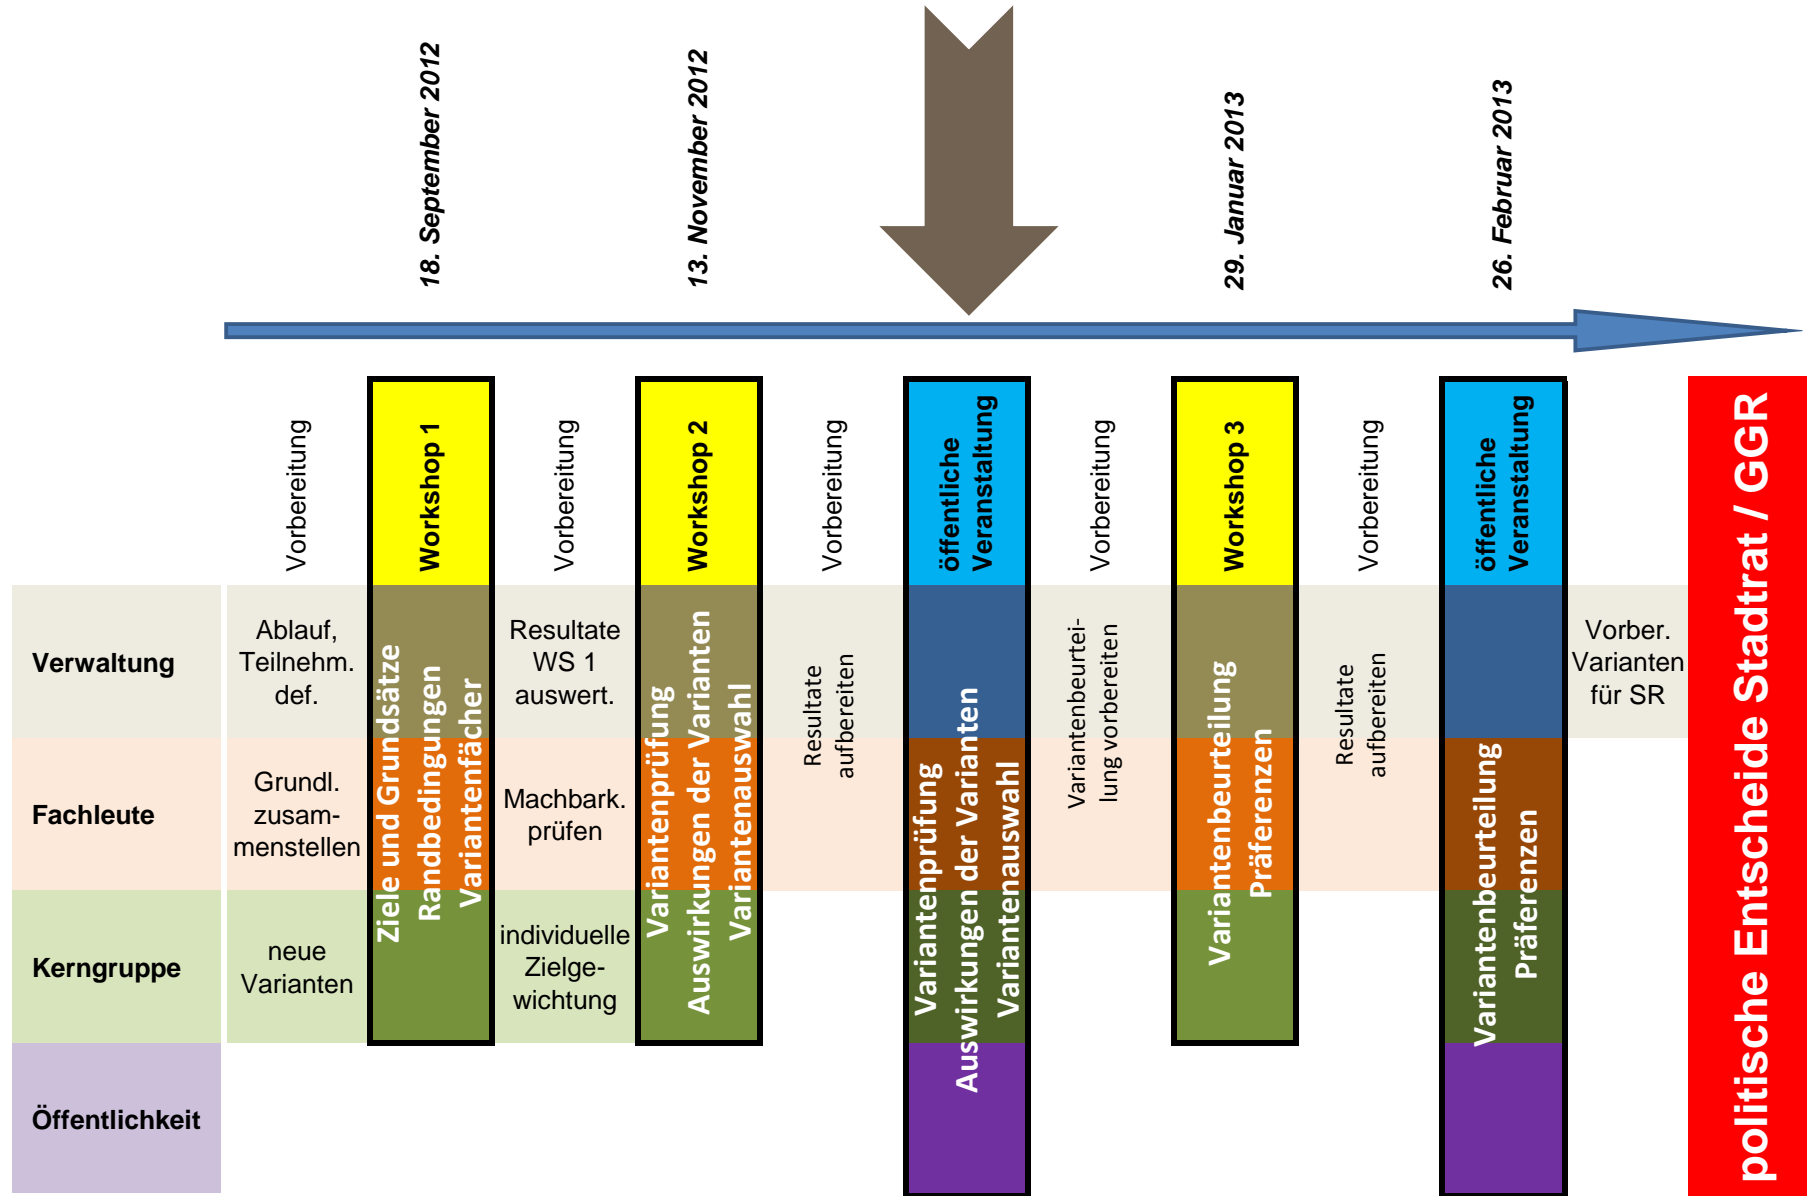 18. September 2012
13. November 2012
29. Januar 2013
26. Februar 2013
Vorbereitung
Workshop 1
Vorbereitung
Workshop 2
Vorbereitung
öffentliche
Veranstaltung
Vorbereitung
Workshop 3
Vorbereitung
öffentliche
Veranstaltung
politische Entscheide Stadtrat / GGR
Verwaltung
Ablauf,
Teilnehm.
def.
Ziele und Grundsätze
Randbedingungen
Variantenfächer
Resultate
WS 1
auswert.
Variantenprüfung
Auswirkungen der Varianten
Variantenauswahl
Resultate
aufbereiten
Variantenprüfung
Auswirkungen der Varianten
Variantenauswahl
Variantenbeurtei-
lung vorbereiten
Variantenbeurteilung
Präferenzen
Resultate
aufbereiten
Variantenbeurteilung
Präferenzen
Vorber.
Varianten
für SR
Fachleute
Grundl.
zusam-
menstellen
Machbark.
prüfen
Kerngruppe
neue
Varianten
individuelle
Zielge-
wichtung
Öffentlichkeit